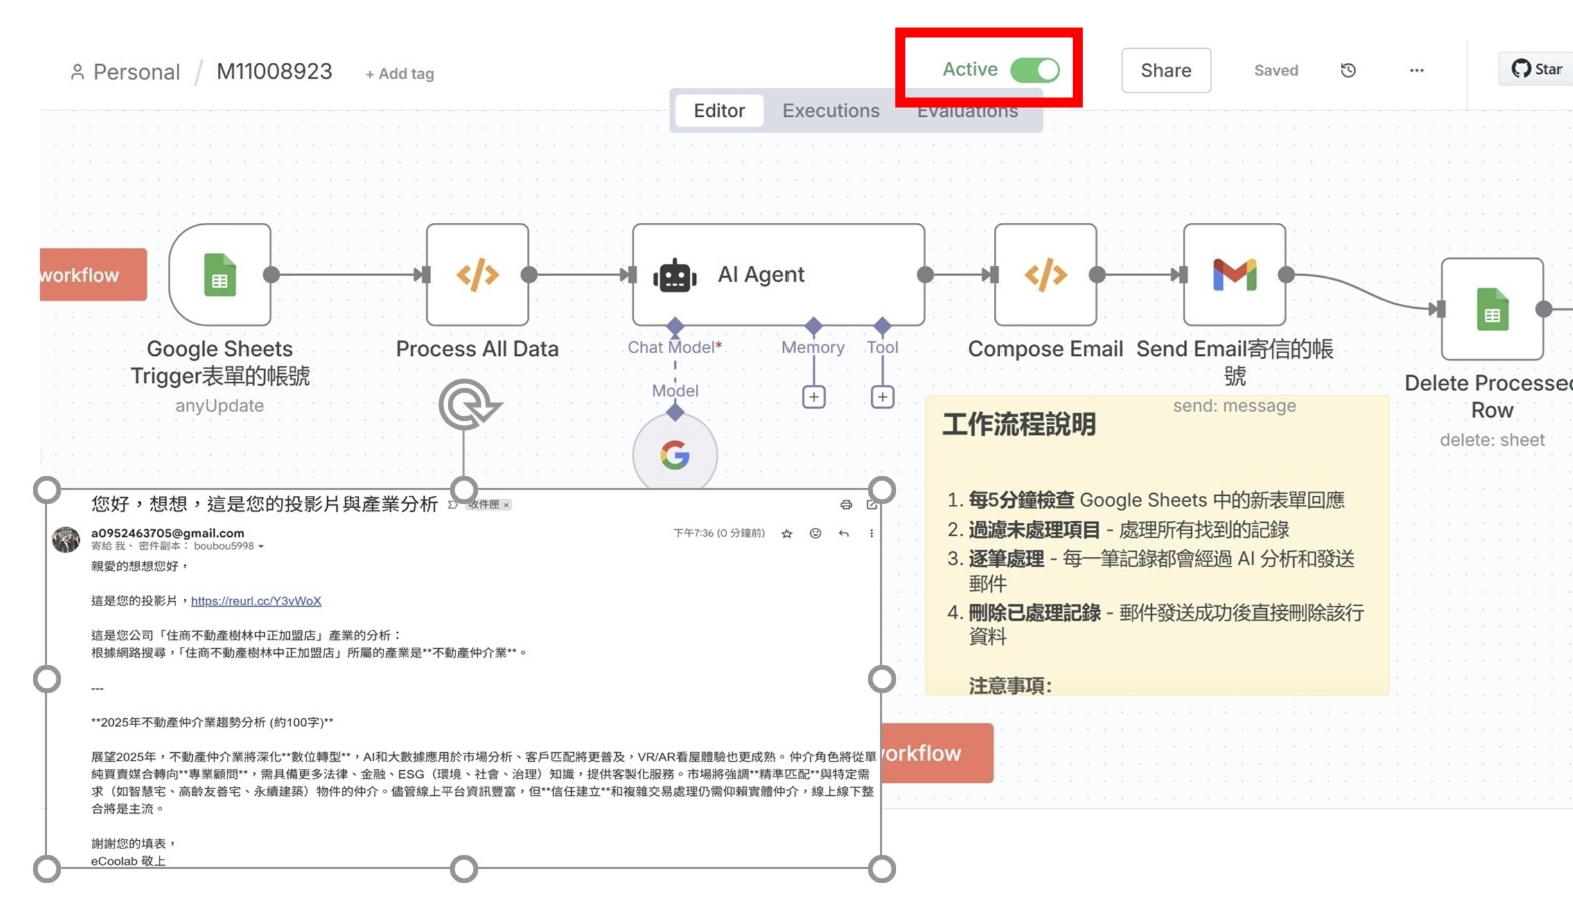 Personal / M11008923 + Add tag
Active
Share
Saved
...
Star
Editor Executions Evaluations
workflow
AI Agent
Google Sheets
Trigger表單的帳號
anyUpdate
Process All Data
Chat Model*
Memory
Tool
Model
Compose Email
Send Email寄信的帳
號
send: message
Delete Processed
Row
delete: sheet
工作流程說明
1. 每5分鐘檢查 Google Sheets 中的新表單回應
2. 過濾未處理項目 - 處理所有找到的記錄
3. 逐筆處理 - 每一筆記錄都會經過 AI 分析和發送
郵件
4. 刪除已處理記錄 - 郵件發送成功後直接刪除該行
資料
注意事項：
workflow
您好，想想，這是您的投影片與產業分析
收件匣 ×
a0952463705@gmail.com
下午7:36 (0 分鐘前)
寄給 我、 密件副本： boubou5998
親愛的想想您好，
這是您的投影片，https://reurl.cc/Y3vWoX
這是您公司「住商不動產樹林中正加盟店」產業的分析：
根據網路搜尋，「住商不動產樹林中正加盟店」所屬的產業是**不動產仲介業**。
---
**2025年不動產仲介業趨勢分析 (約100字)**
展望2025年，不動產仲介業將深化**數位轉型**，AI和大數據應用於市場分析、客戶匹配將更普及，VR/AR看屋體驗也更成熟。仲介角色將從單
純買賣媒合轉向**專業顧問**，需具備更多法律、金融、ESG（環境、社會、治理）知識，提供客製化服務。市場將強調**精準匹配**與特定需
求（如智慧宅、高齡友善宅、永續建築）物件的仲介。儘管線上平台資訊豐富，但**信任建立**和複雜交易處理仍需仰賴實體仲介，線上線下整
合將是主流。
謝謝您的填表，
eCoolab 敬上